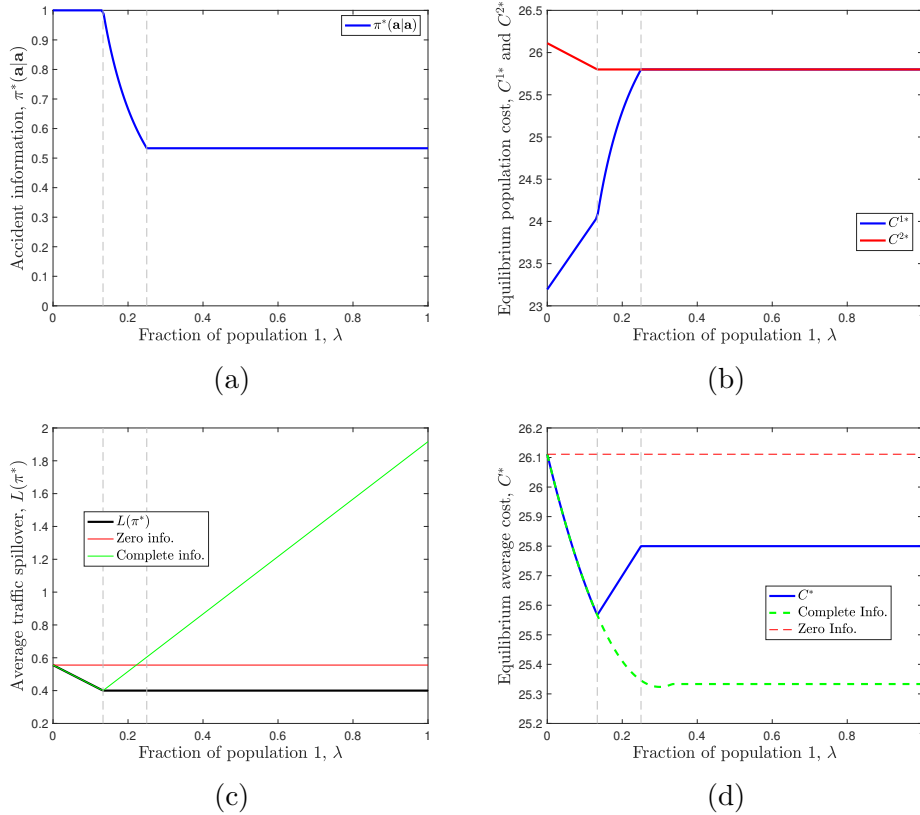 Accident information, π*(a|a)
1
0.9
0.8
0.7
0.6
0.5
0.4
0.3
0.2
0.1
0
0 0.2 0.4 0.6 0.8 1
Fraction of population 1, λ
π*(a|a)
(a)
Equilibrium population cost, C¹* and C²*
26.5
26
25.5
25
24.5
24
23.5
23
0 0.2 0.4 0.6 0.8 1
Fraction of population 1, λ
C¹*
C²*
(b)
Average traffic spillover, L(π*)
2
1.8
1.6
1.4
1.2
1
0.8
0.6
0.4
0.2
0 0.2 0.4 0.6 0.8 1
Fraction of population 1, λ
L(π*)
Zero info.
Complete info.
(c)
Equilibrium average cost, C*
26.2
26.1
26
25.9
25.8
25.7
25.6
25.5
25.4
25.3
25.2
0 0.2 0.4 0.6 0.8 1
Fraction of population 1, λ
C*
Complete Info.
Zero Info.
(d)